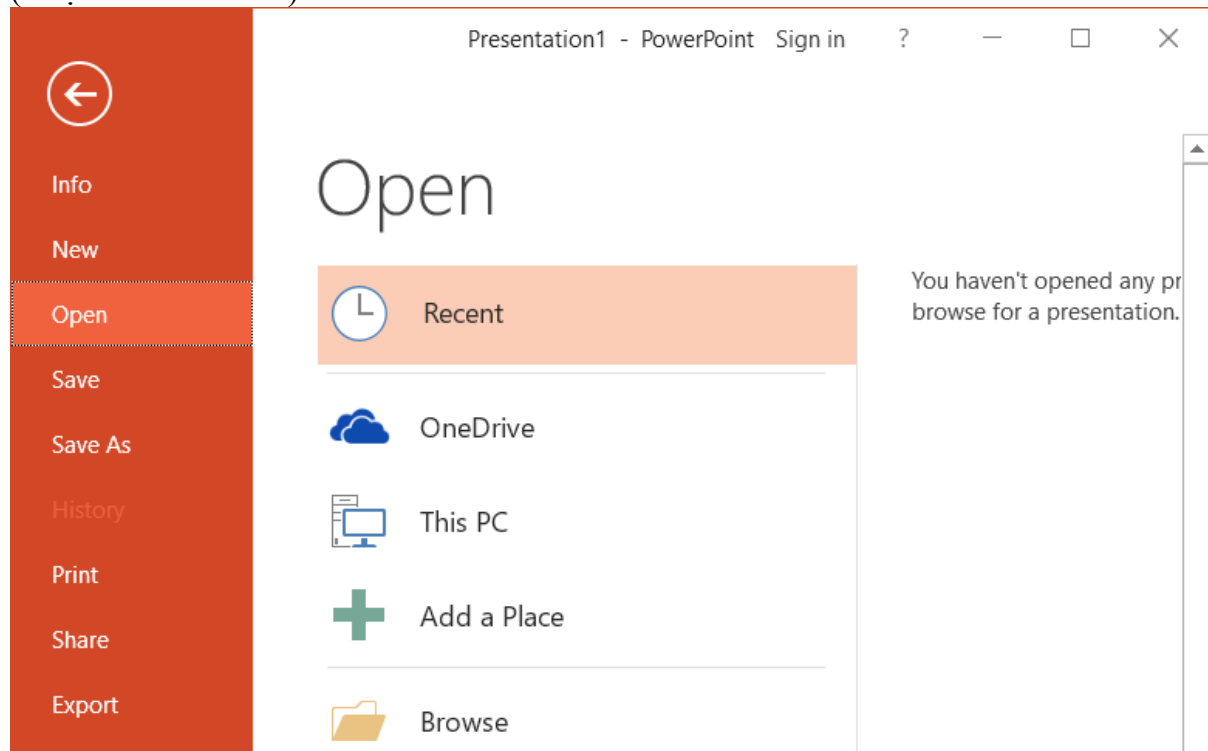 Presentation1 - PowerPoint Sign in ?
Info
New
Open
Save
Save As
History
Print
Share
Export
Open
Recent
OneDrive
This PC
Add a Place
Browse
You haven't opened any pr
browse for a presentation.